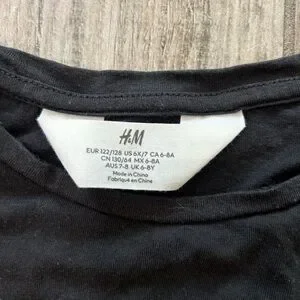 H&M
EUR 122/128 US 6X/7 CA 6-8A
CN 130/64 MX 6-8A
AUS 7-8 UK 6-8Y
Made in China
Fabriqué en Chine